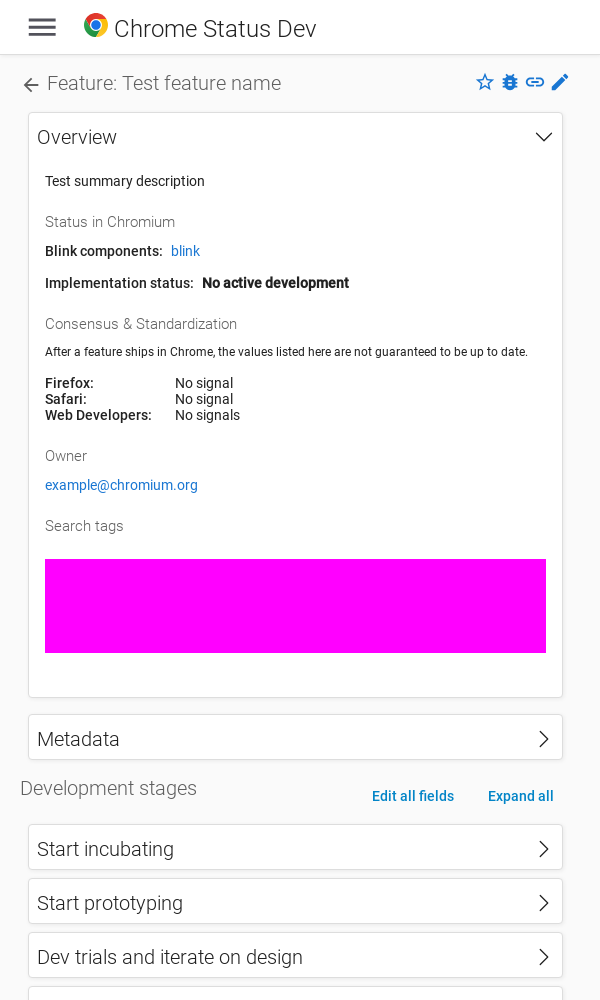 Chrome Status Dev
Feature: Test feature name
Overview
Test summary description
Status in Chromium
Blink components: blink
Implementation status: No active development
Consensus & Standardization
After a feature ships in Chrome, the values listed here are not guaranteed to be up to date.
Firefox: No signal
Safari: No signal
Web Developers: No signals
Owner
example@chromium.org
Search tags
Metadata
Development stages
Edit all fields Expand all
Start incubating
Start prototyping
Dev trials and iterate on design